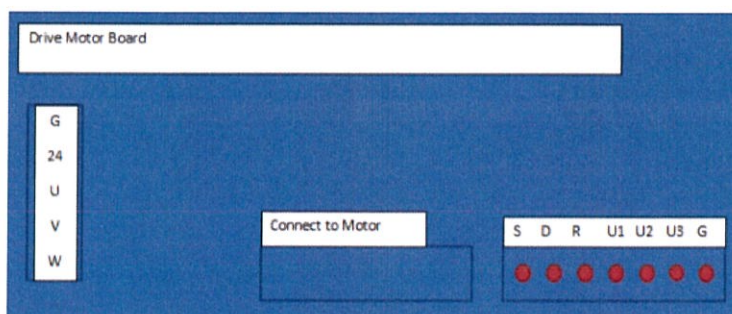 Drive Motor Board
G
24
U
V
W
Connect to Motor
S D R U1 U2 U3 G